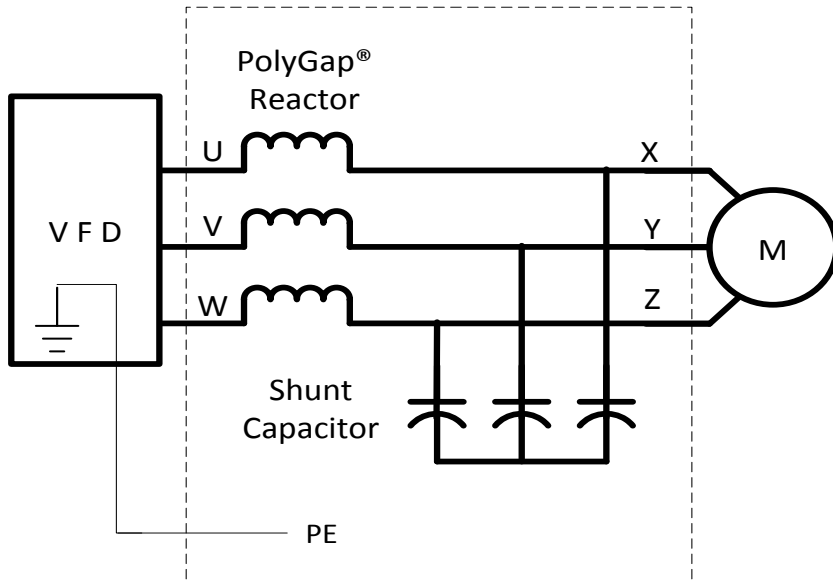 PolyGap®
Reactor
U
X
V F D
V
Y
M
W
Z
Shunt
Capacitor
PE